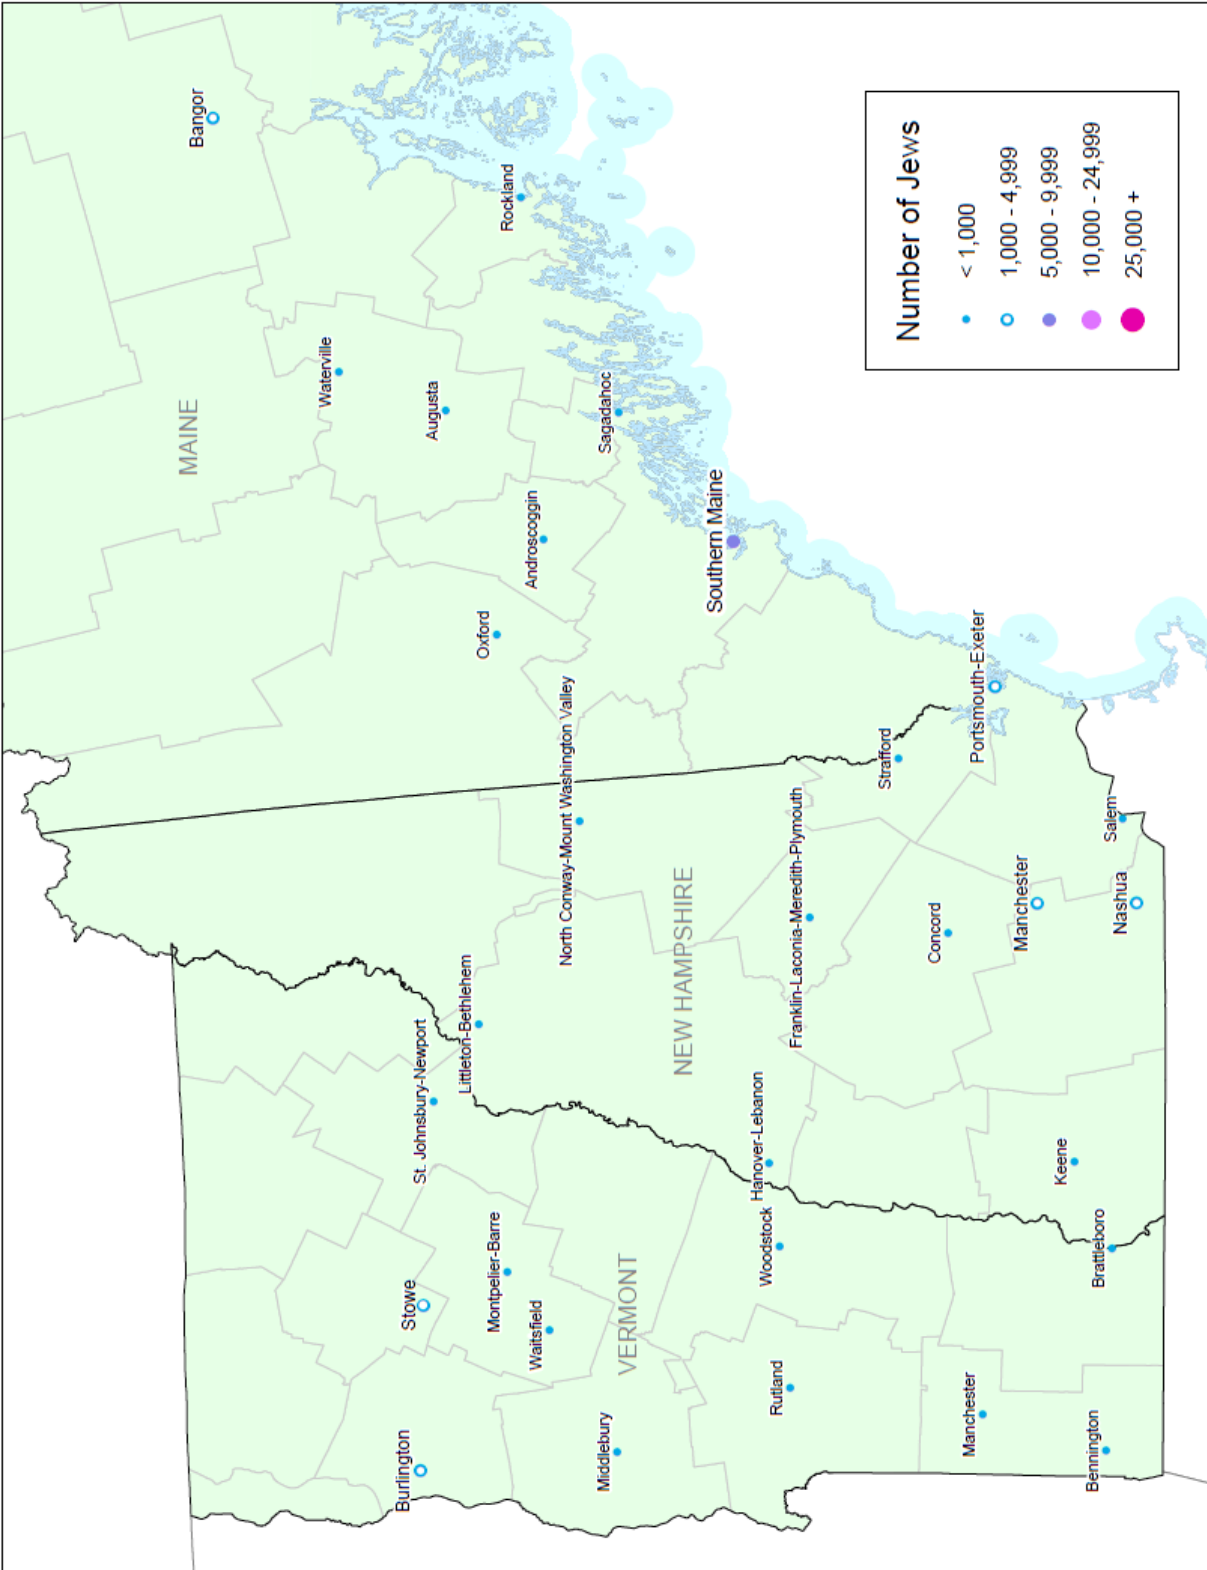 Bangor
MAINE
Waterville
Rockland
Augusta
Sagadahoc
Androscoggin
Southern Maine
Oxford
North Conway-Mount Washington Valley
Portsmouth-Exeter
Strafford
Franklin-Laconia-Meredith-Plymouth
Salem
Manchester
Nashua
Concord
NEW HAMPSHIRE
Littleton-Bethlehem
St. Johnsbury-Newport
Hanover-Lebanon
Keene
Woodstock
Brattleboro
Montpelier-Barre
Stowe
Waitsfield
VERMONT
Rutland
Burlington
Middlebury
Manchester
Bennington
Number of Jews
< 1,000
1,000 - 4,999
5,000 - 9,999
10,000 - 24,999
25,000 +